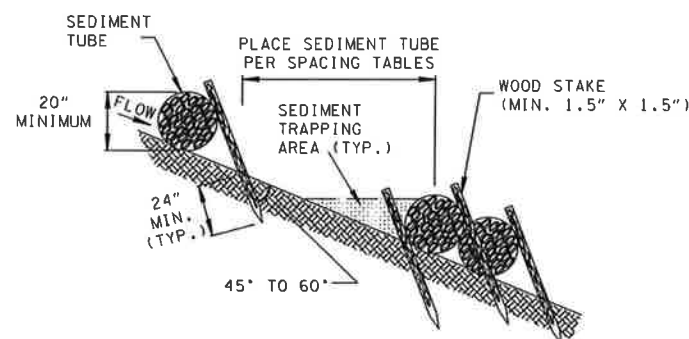 SEDIMENT
TUBE
PLACE SEDIMENT TUBE
PER SPACING TABLES
WOOD STAKE
(MIN. 1.5" X 1.5")
20"
MINIMUM
FLOW
SEDIMENT
TRAPPING
AREA (TYP.)
24"
MIN.
(TYP.)
45° TO 60°